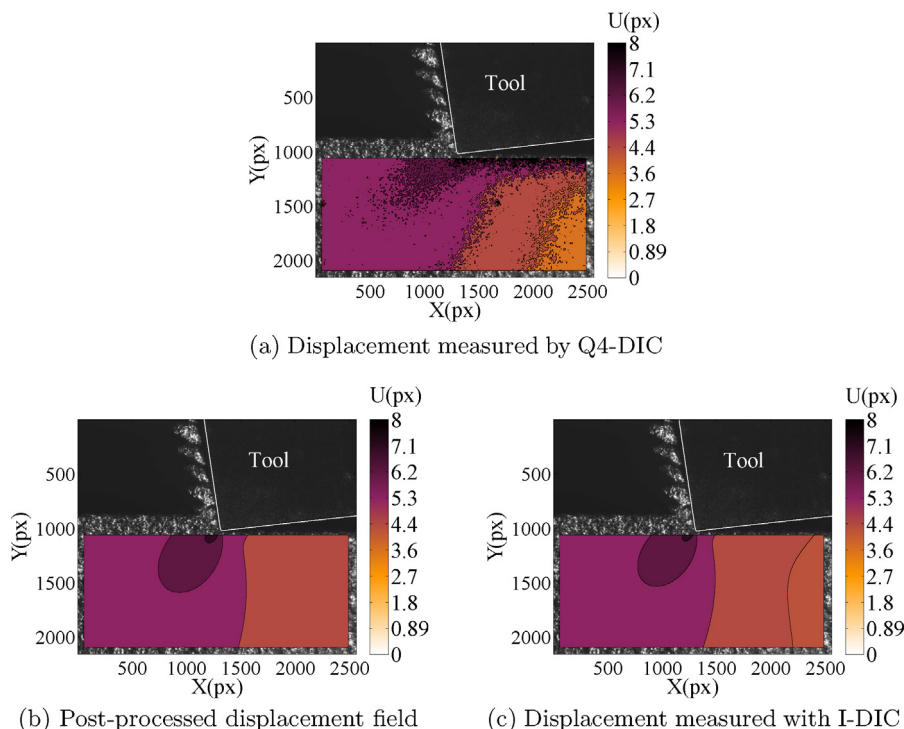 U(px)
8
7.1
6.2
5.3
4.4
3.6
2.7
1.8
0.89
0
Tool
Y(px)
500
1000
1500
2000
500 1000 1500 2000 2500
X(px)
(a) Displacement measured by Q4-DIC
U(px)
8
7.1
6.2
5.3
4.4
3.6
2.7
1.8
0.89
0
Tool
Y(px)
500
1000
1500
2000
500 1000 1500 2000 2500
X(px)
(b) Post-processed displacement field
U(px)
8
7.1
6.2
5.3
4.4
3.6
2.7
1.8
0.89
0
Tool
Y(px)
500
1000
1500
2000
500 1000 1500 2000 2500
X(px)
(c) Displacement measured with I-DIC